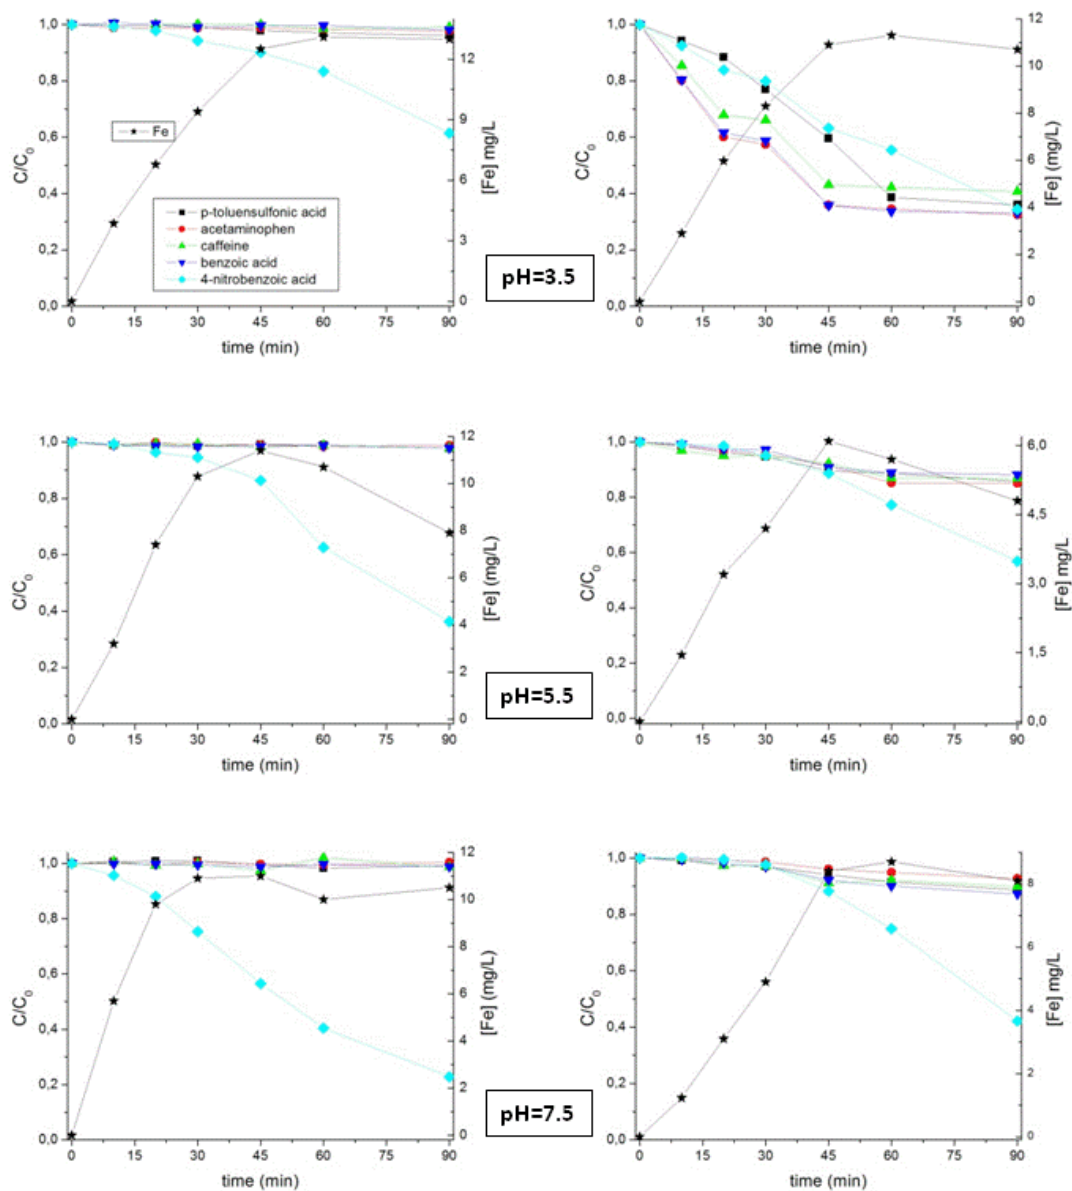 1,0
0,8
0,6
0,4
0,2
0,0
C/C0
12
9
6
3
0
[Fe] mg/L
Fe
p-toluensulfonic acid
acetaminophen
caffeine
benzoic acid
4-nitrobenzoic acid
0 15 30 45 60 75 90
time (min)
pH=3.5
1,0
0,8
0,6
0,4
0,2
0,0
C/C0
12
10
8
6
4
2
0
[Fe] (mg/L)
0 15 30 45 60 75 90
time (min)
1,0
0,8
0,6
0,4
0,2
0,0
C/C0
12
10
8
6
4
2
0
[Fe] (mg/L)
0 15 30 45 60 75 90
time (min)
pH=5.5
1,0
0,8
0,6
0,4
0,2
0,0
C/C0
6,0
4,5
3,0
1,5
0,0
[Fe] mg/L
0 15 30 45 60 75 90
time (min)
1,0
0,8
0,6
0,4
0,2
0,0
C/C0
12
10
8
6
4
2
0
[Fe] (mg/L)
0 15 30 45 60 75 90
time (min)
pH=7.5
1,0
0,8
0,6
0,4
0,2
0,0
C/C0
8
6
4
2
0
[Fe] mg/L
0 15 30 45 60 75 90
time (min)